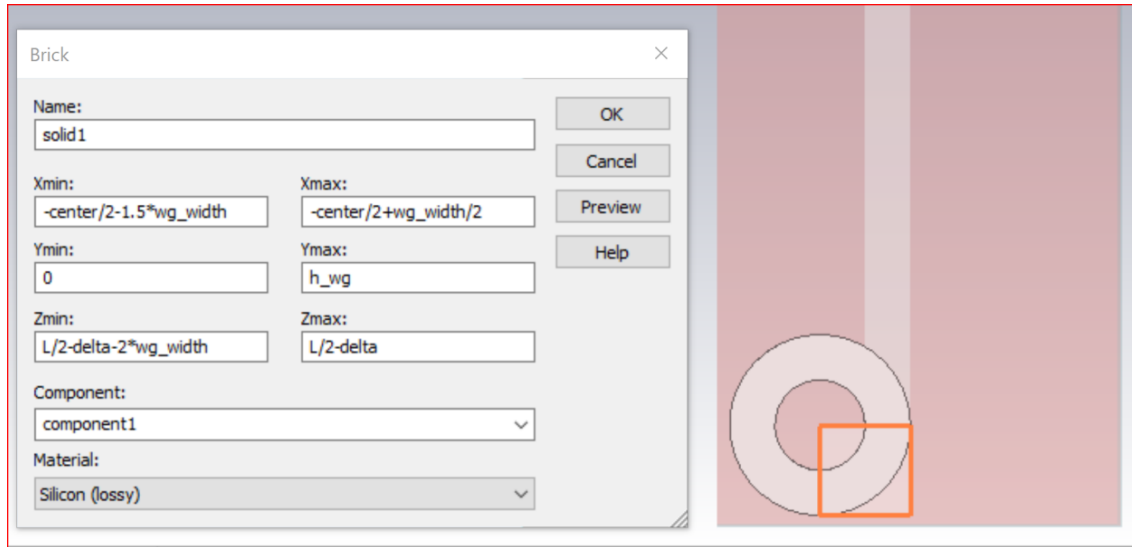 Brick
Name:
solid1
OK
Cancel
Xmin:
Xmax:
-center/2-1.5*wg_width
-center/2+wg_width/2
Preview
Ymin:
Ymax:
Help
0
h_wg
Zmin:
Zmax:
L/2-delta-2*wg_width
L/2-delta
Component:
component1
Material:
Silicon (lossy)